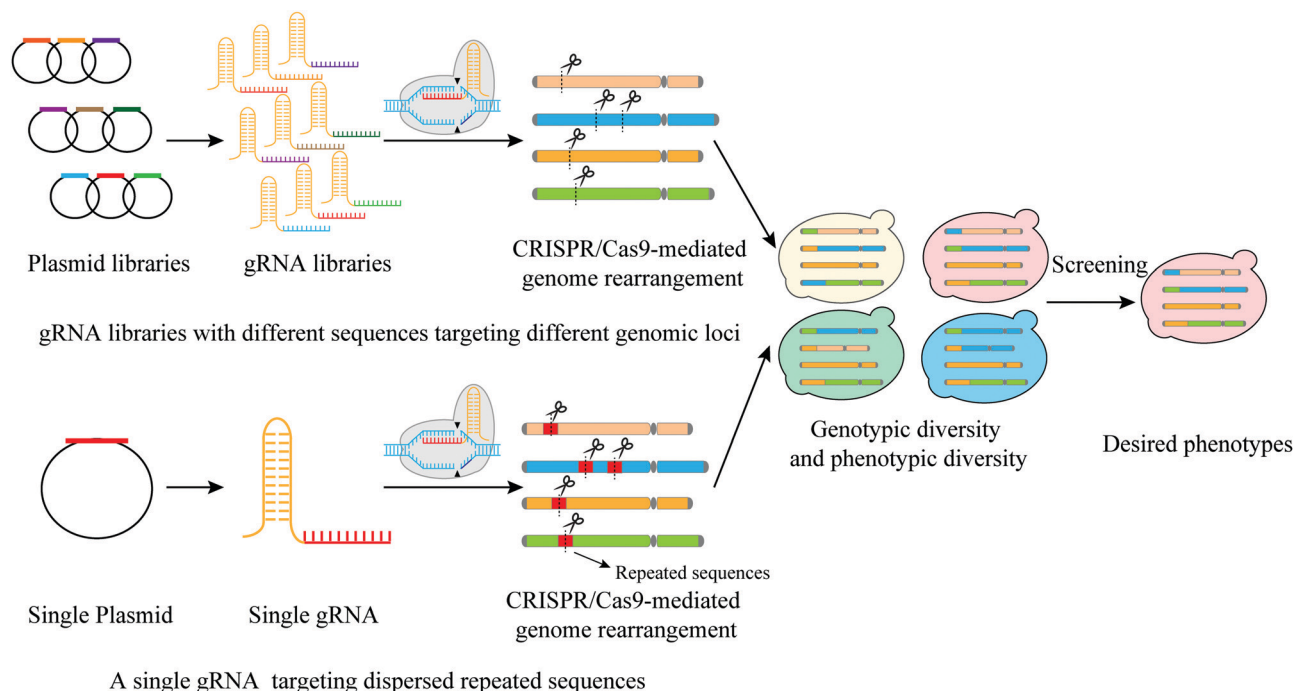 Plasmid libraries
gRNA libraries
CRISPR/Cas9-mediated
genome rearrangement
gRNA libraries with different sequences targeting different genomic loci
Screening
Genotypic diversity
and phenotypic diversity
Desired phenotypes
Repeated sequences
Single Plasmid
Single gRNA
CRISPR/Cas9-mediated
genome rearrangement
A single gRNA targeting dispersed repeated sequences